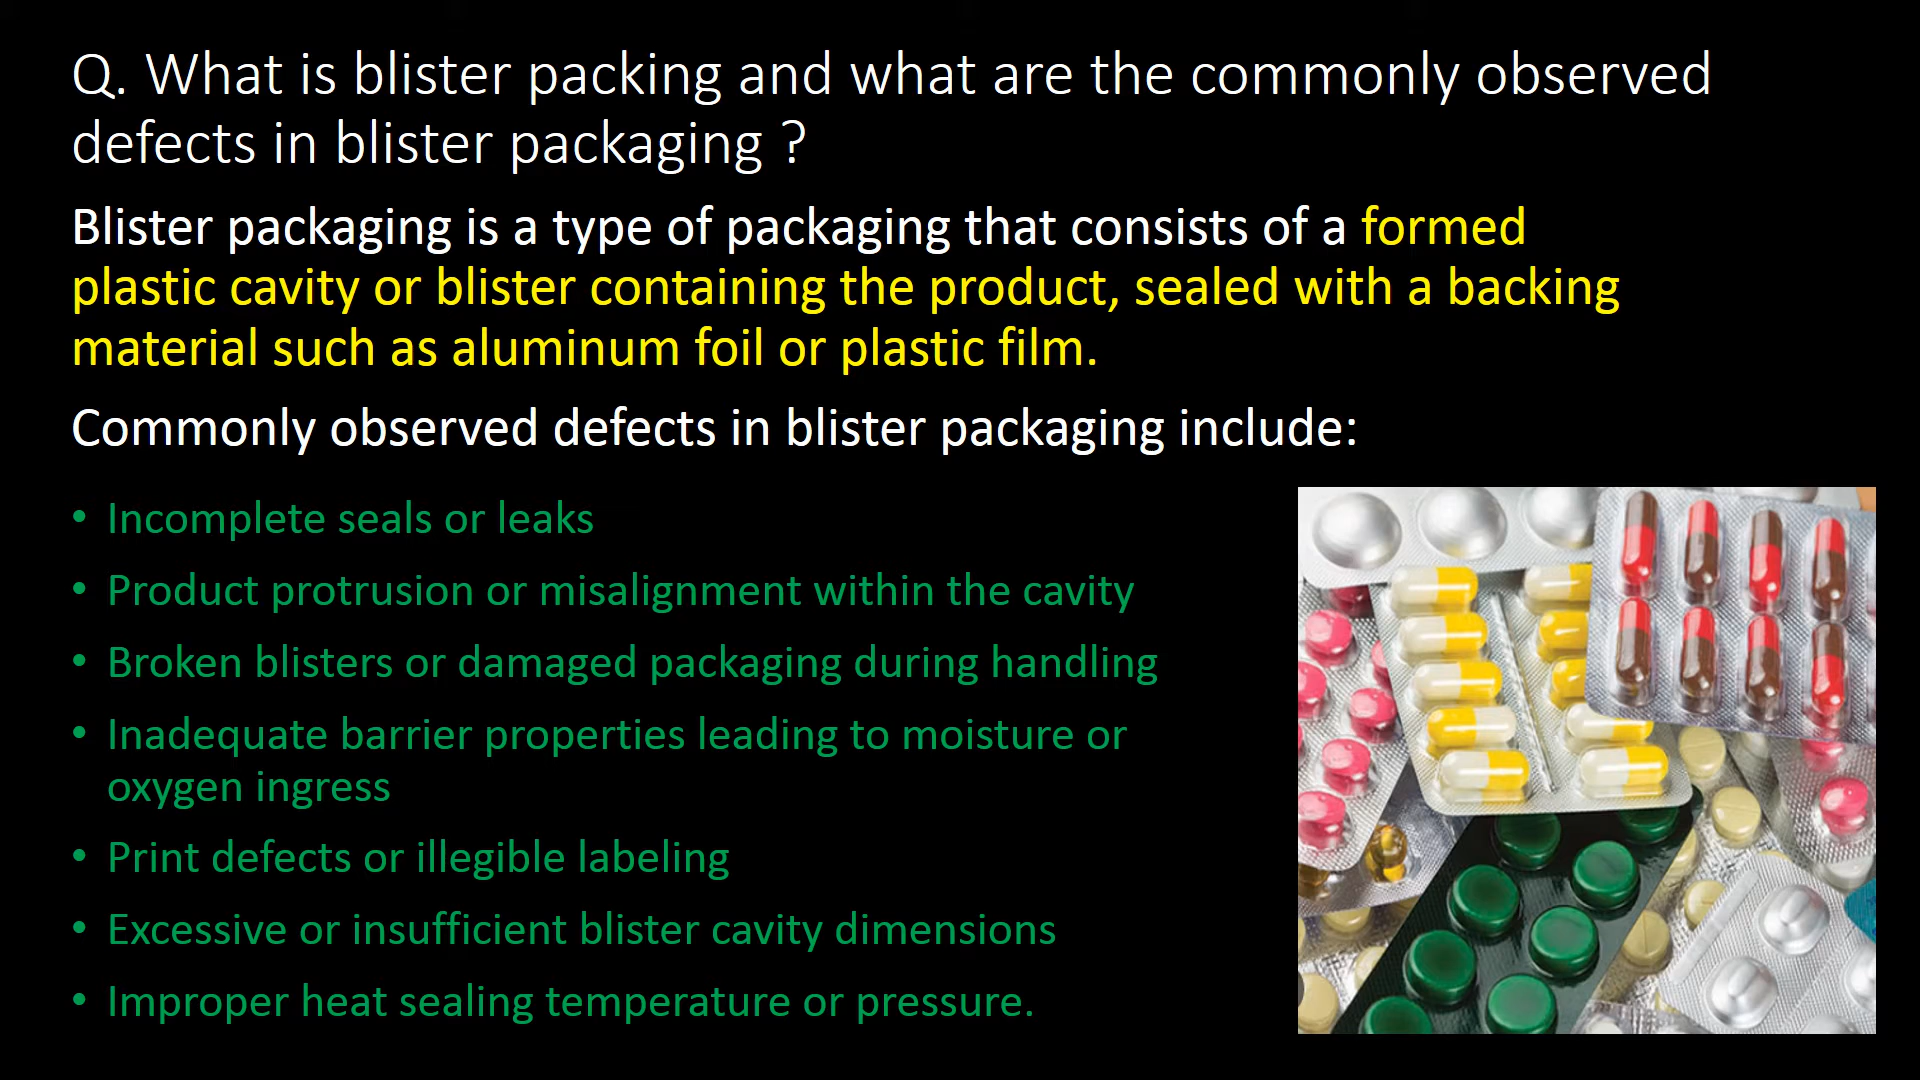 Q. What is blister packing and what are the commonly observed
defects in blister packaging ?
Blister packaging is a type of packaging that consists of a formed
plastic cavity or blister containing the product, sealed with a backing
material such as aluminum foil or plastic film.
Commonly observed defects in blister packaging include:
• Incomplete seals or leaks
• Product protrusion or misalignment within the cavity
• Broken blisters or damaged packaging during handling
• Inadequate barrier properties leading to moisture or
oxygen ingress
• Print defects or illegible labeling
• Excessive or insufficient blister cavity dimensions
• Improper heat sealing temperature or pressure.